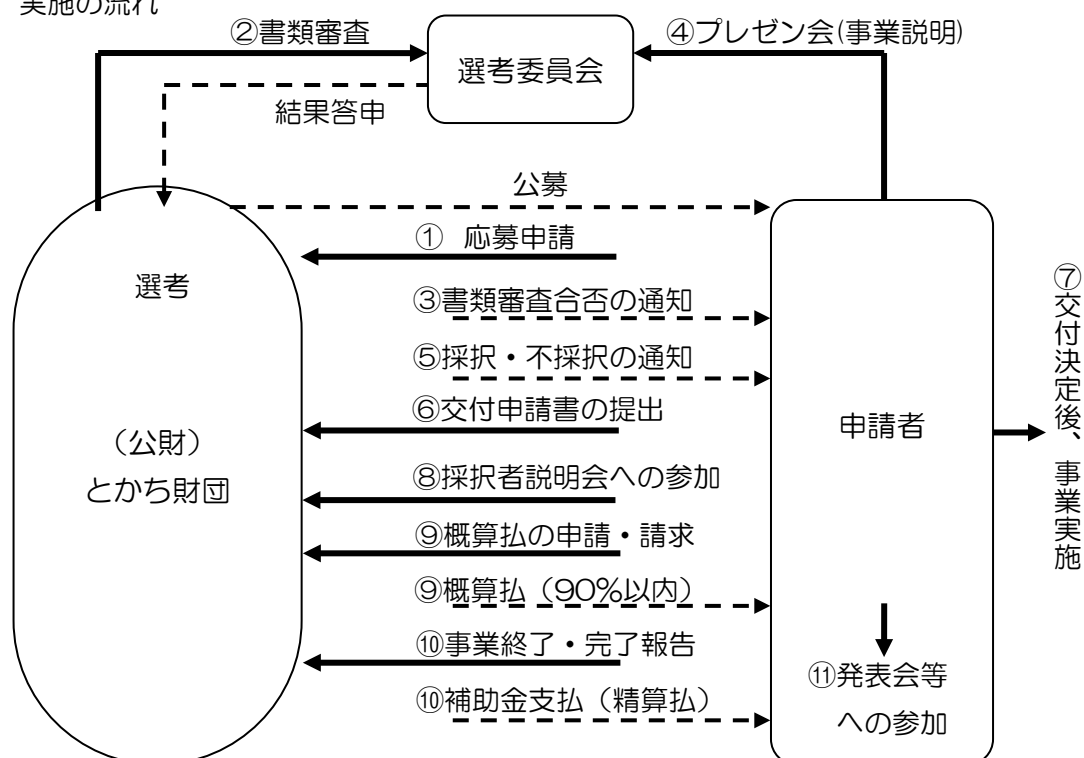 実施の流れ
②書類審査
④プレゼン会(事業説明)
選考委員会
結果答申
公募
① 応募申請
選考
③書類審査合否の通知
⑤採択・不採択の通知
⑥交付申請書の提出
申請者
(公財)
とかち財団
⑦交付決定後、事業実施
⑧採択者説明会への参加
⑨概算払の申請・請求
⑨概算払(90%以内)
⑩事業終了・完了報告
⑩補助金支払(精算払)
⑪発表会等
への参加